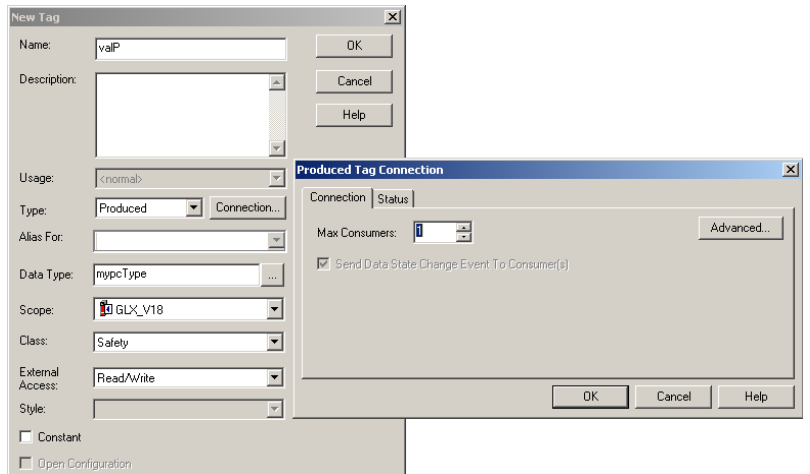 New Tag
Name:
valP
OK
Description:
Cancel
Help
Usage:
<normal>
Type:
Produced
Connection...
Alias For:
Data Type:
mypcType
...
Scope:
GLX_V18
Class:
Safety
External
Access:
Read/Write
Style:
Constant
Open Configuration
Produced Tag Connection
Connection
Status
Max Consumers:
1
Advanced...
Send Data State Change Event To Consumer(s)
OK
Cancel
Help